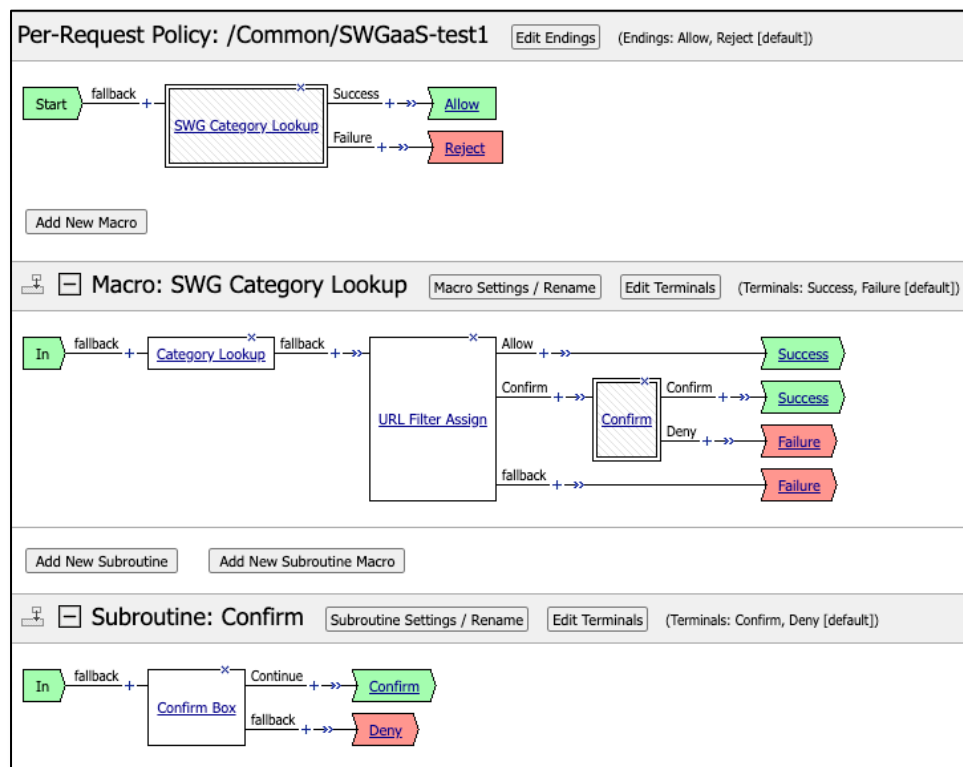 Per-Request Policy: /Common/SWGaaS-test1 Edit Endings (Endings: Allow, Reject [default])
Start fallback + SWG Category Lookup × Success + Allow
Failure + Reject
Add New Macro
Macro: SWG Category Lookup Macro Settings / Rename Edit Terminals (Terminals: Success, Failure [default])
In fallback + Category Lookup × fallback + URL Filter Assign × Allow + Success
Confirm + Confirm × Confirm + Success
Deny + Failure
fallback + Failure
Add New Subroutine Add New Subroutine Macro
Subroutine: Confirm Subroutine Settings / Rename Edit Terminals (Terminals: Confirm, Deny [default])
In fallback + Confirm Box × Continue + Confirm
fallback + Deny